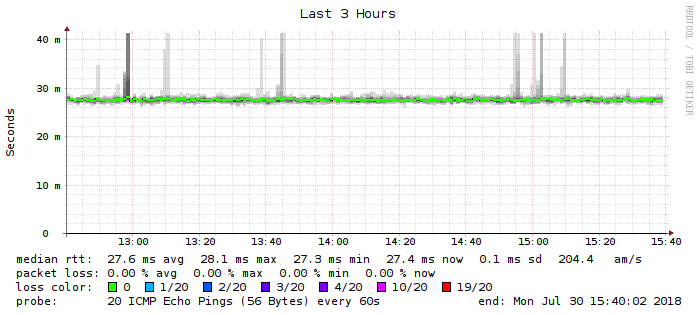 Last 3 Hours
RRDTOOL / TOBI OETIKER
Seconds
40 m
30 m
20 m
10 m
0
13:00 13:20 13:40 14:00 14:20 14:40 15:00 15:20 15:40
median rtt: 27.6 ms avg 28.1 ms max 27.3 ms min 27.4 ms now 0.1 ms sd 204.4 am/s
packet loss: 0.00 % avg 0.00 % max 0.00 % min 0.00 % now
loss color: 0 1/20 2/20 3/20 4/20 10/20 19/20
probe: 20 ICMP Echo Pings (56 Bytes) every 60s end: Mon Jul 30 15:40:02 2018